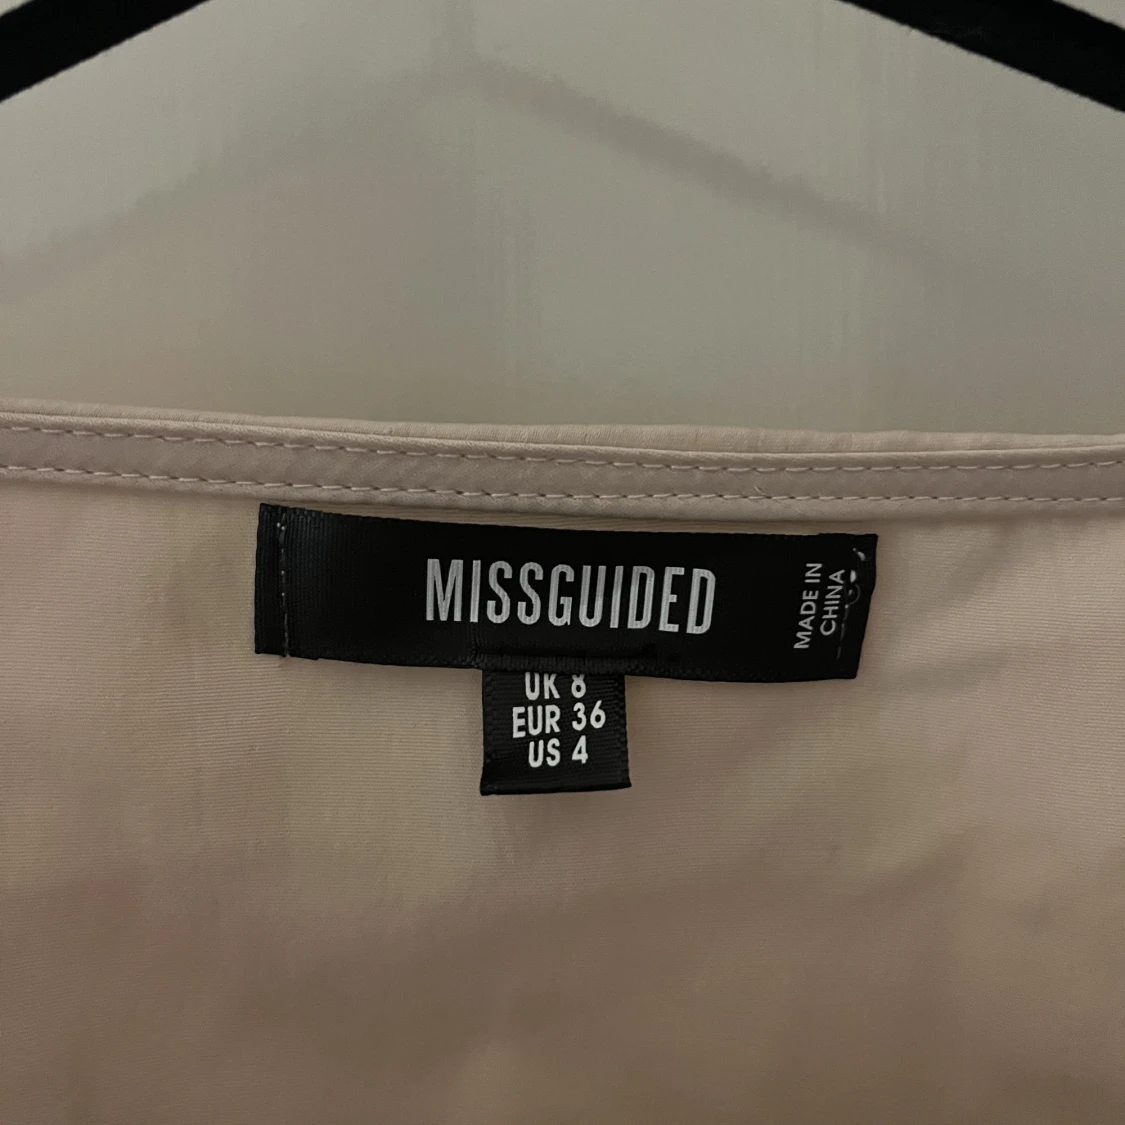 MISSGUIDED
MADE IN
CHINA
UK 8
EUR 36
US 4